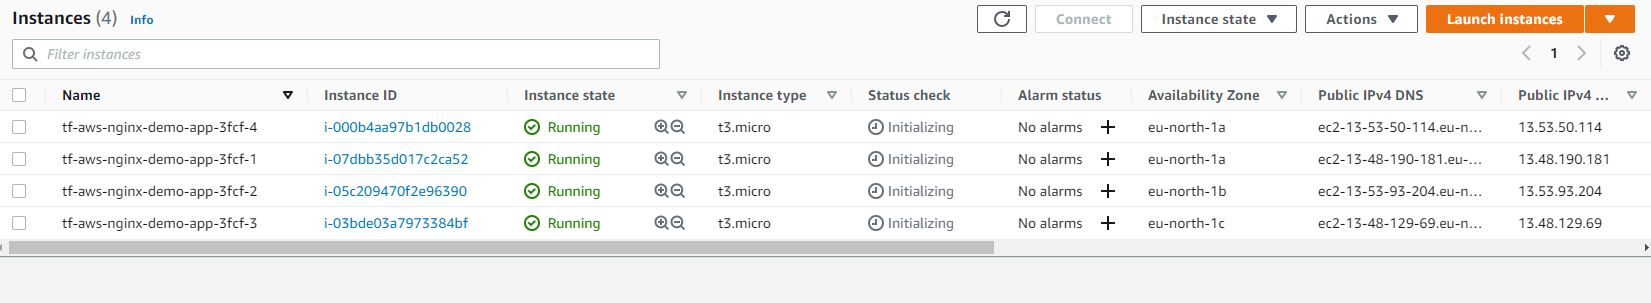 Instances (4) Info Connect Instance state Actions Launch instances
Filter instances 1
Name Instance ID Instance state Instance type Status check Alarm status Availability Zone Public IPv4 DNS Public IPv4 ...
tf-aws-nginx-demo-app-3fcf-4 i-000b4aa97b1db0028 Running t3.micro Initializing No alarms + eu-north-1a ec2-13-53-50-114.eu-n... 13.53.50.114
tf-aws-nginx-demo-app-3fcf-1 i-07dbb35d017c2ca52 Running t3.micro Initializing No alarms + eu-north-1a ec2-13-48-190-181.eu-... 13.48.190.181
tf-aws-nginx-demo-app-3fcf-2 i-05c209470f2e96390 Running t3.micro Initializing No alarms + eu-north-1b ec2-13-53-93-204.eu-n... 13.53.93.204
tf-aws-nginx-demo-app-3fcf-3 i-03bde03a7973384bf Running t3.micro Initializing No alarms + eu-north-1c ec2-13-48-129-69.eu-n... 13.48.129.69